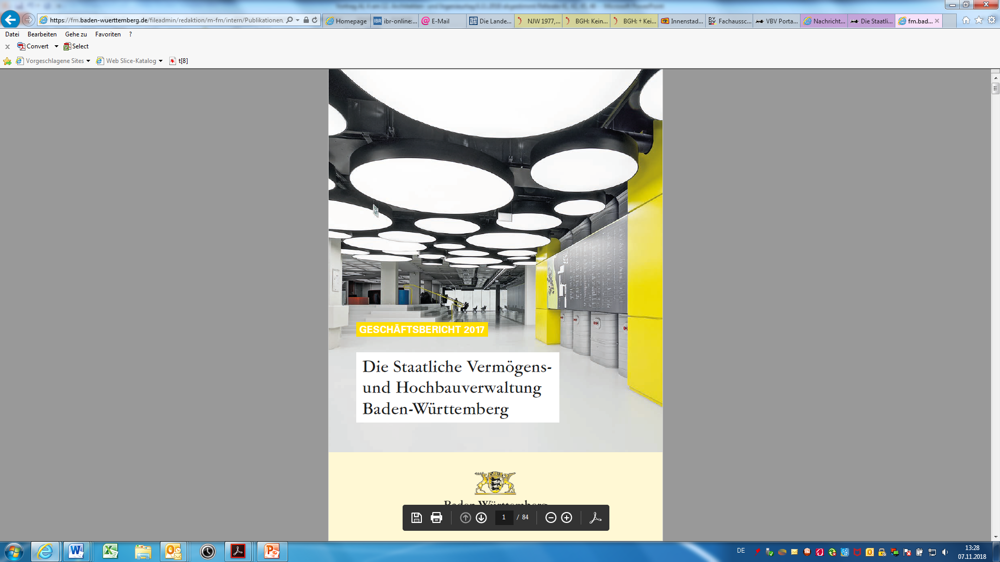 https://fm.baden-wuerttemberg.de/fileadmin/redaktion/m-fm/intern/Publikationen
Homepage
ibr-online:...
E-Mail
Die Lande...
NJW 1977,...
BGH: Kein...
BGH: † Kei...
Innenstad...
Fachaussc...
VBV Porta...
Nachricht...
Die Staatli...
fm.bad...
Datei Bearbeiten Gehe zu Favoriten ?
x Convert Select
Vorgeschlagene Sites Web Slice-Katalog t[8]
GESCHÄFTSBERICHT 2017
Die Staatliche Vermögens-
und Hochbauverwaltung
Baden-Württemberg
Baden-Württemberg
1 / 84
DE
13:28
07.11.2018